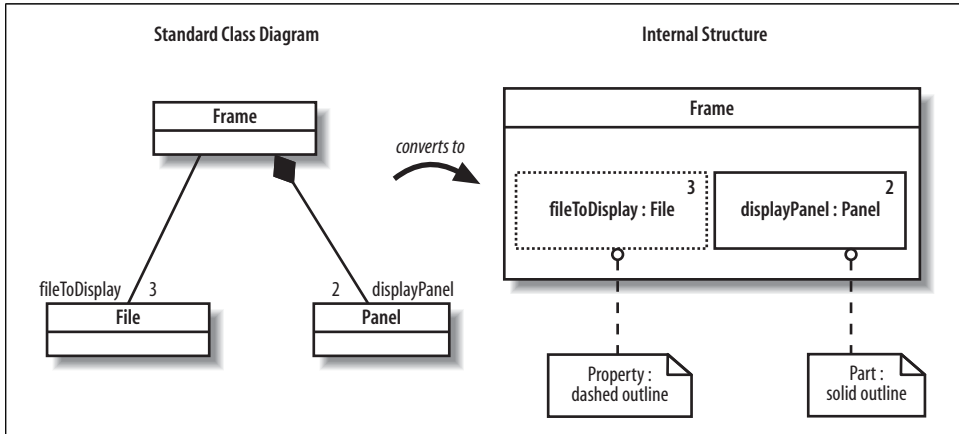 Standard Class Diagram
Internal Structure
Frame
converts to
Frame
3
fileToDisplay : File
2
displayPanel : Panel
fileToDisplay 3
2 displayPanel
File
Panel
Property :
dashed outline
Part :
solid outline